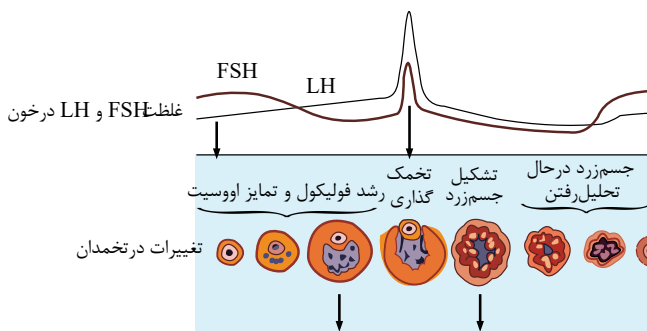 FSH
LH
غلظت FSH و LH درخون
رشد فولیکول و تمایز اووسیت
تخمک
گذاری
تشکیل
جسم‌زرد
جسم‌زرد درحال
تحلیل‌رفتن
تغییرات درتخمدان